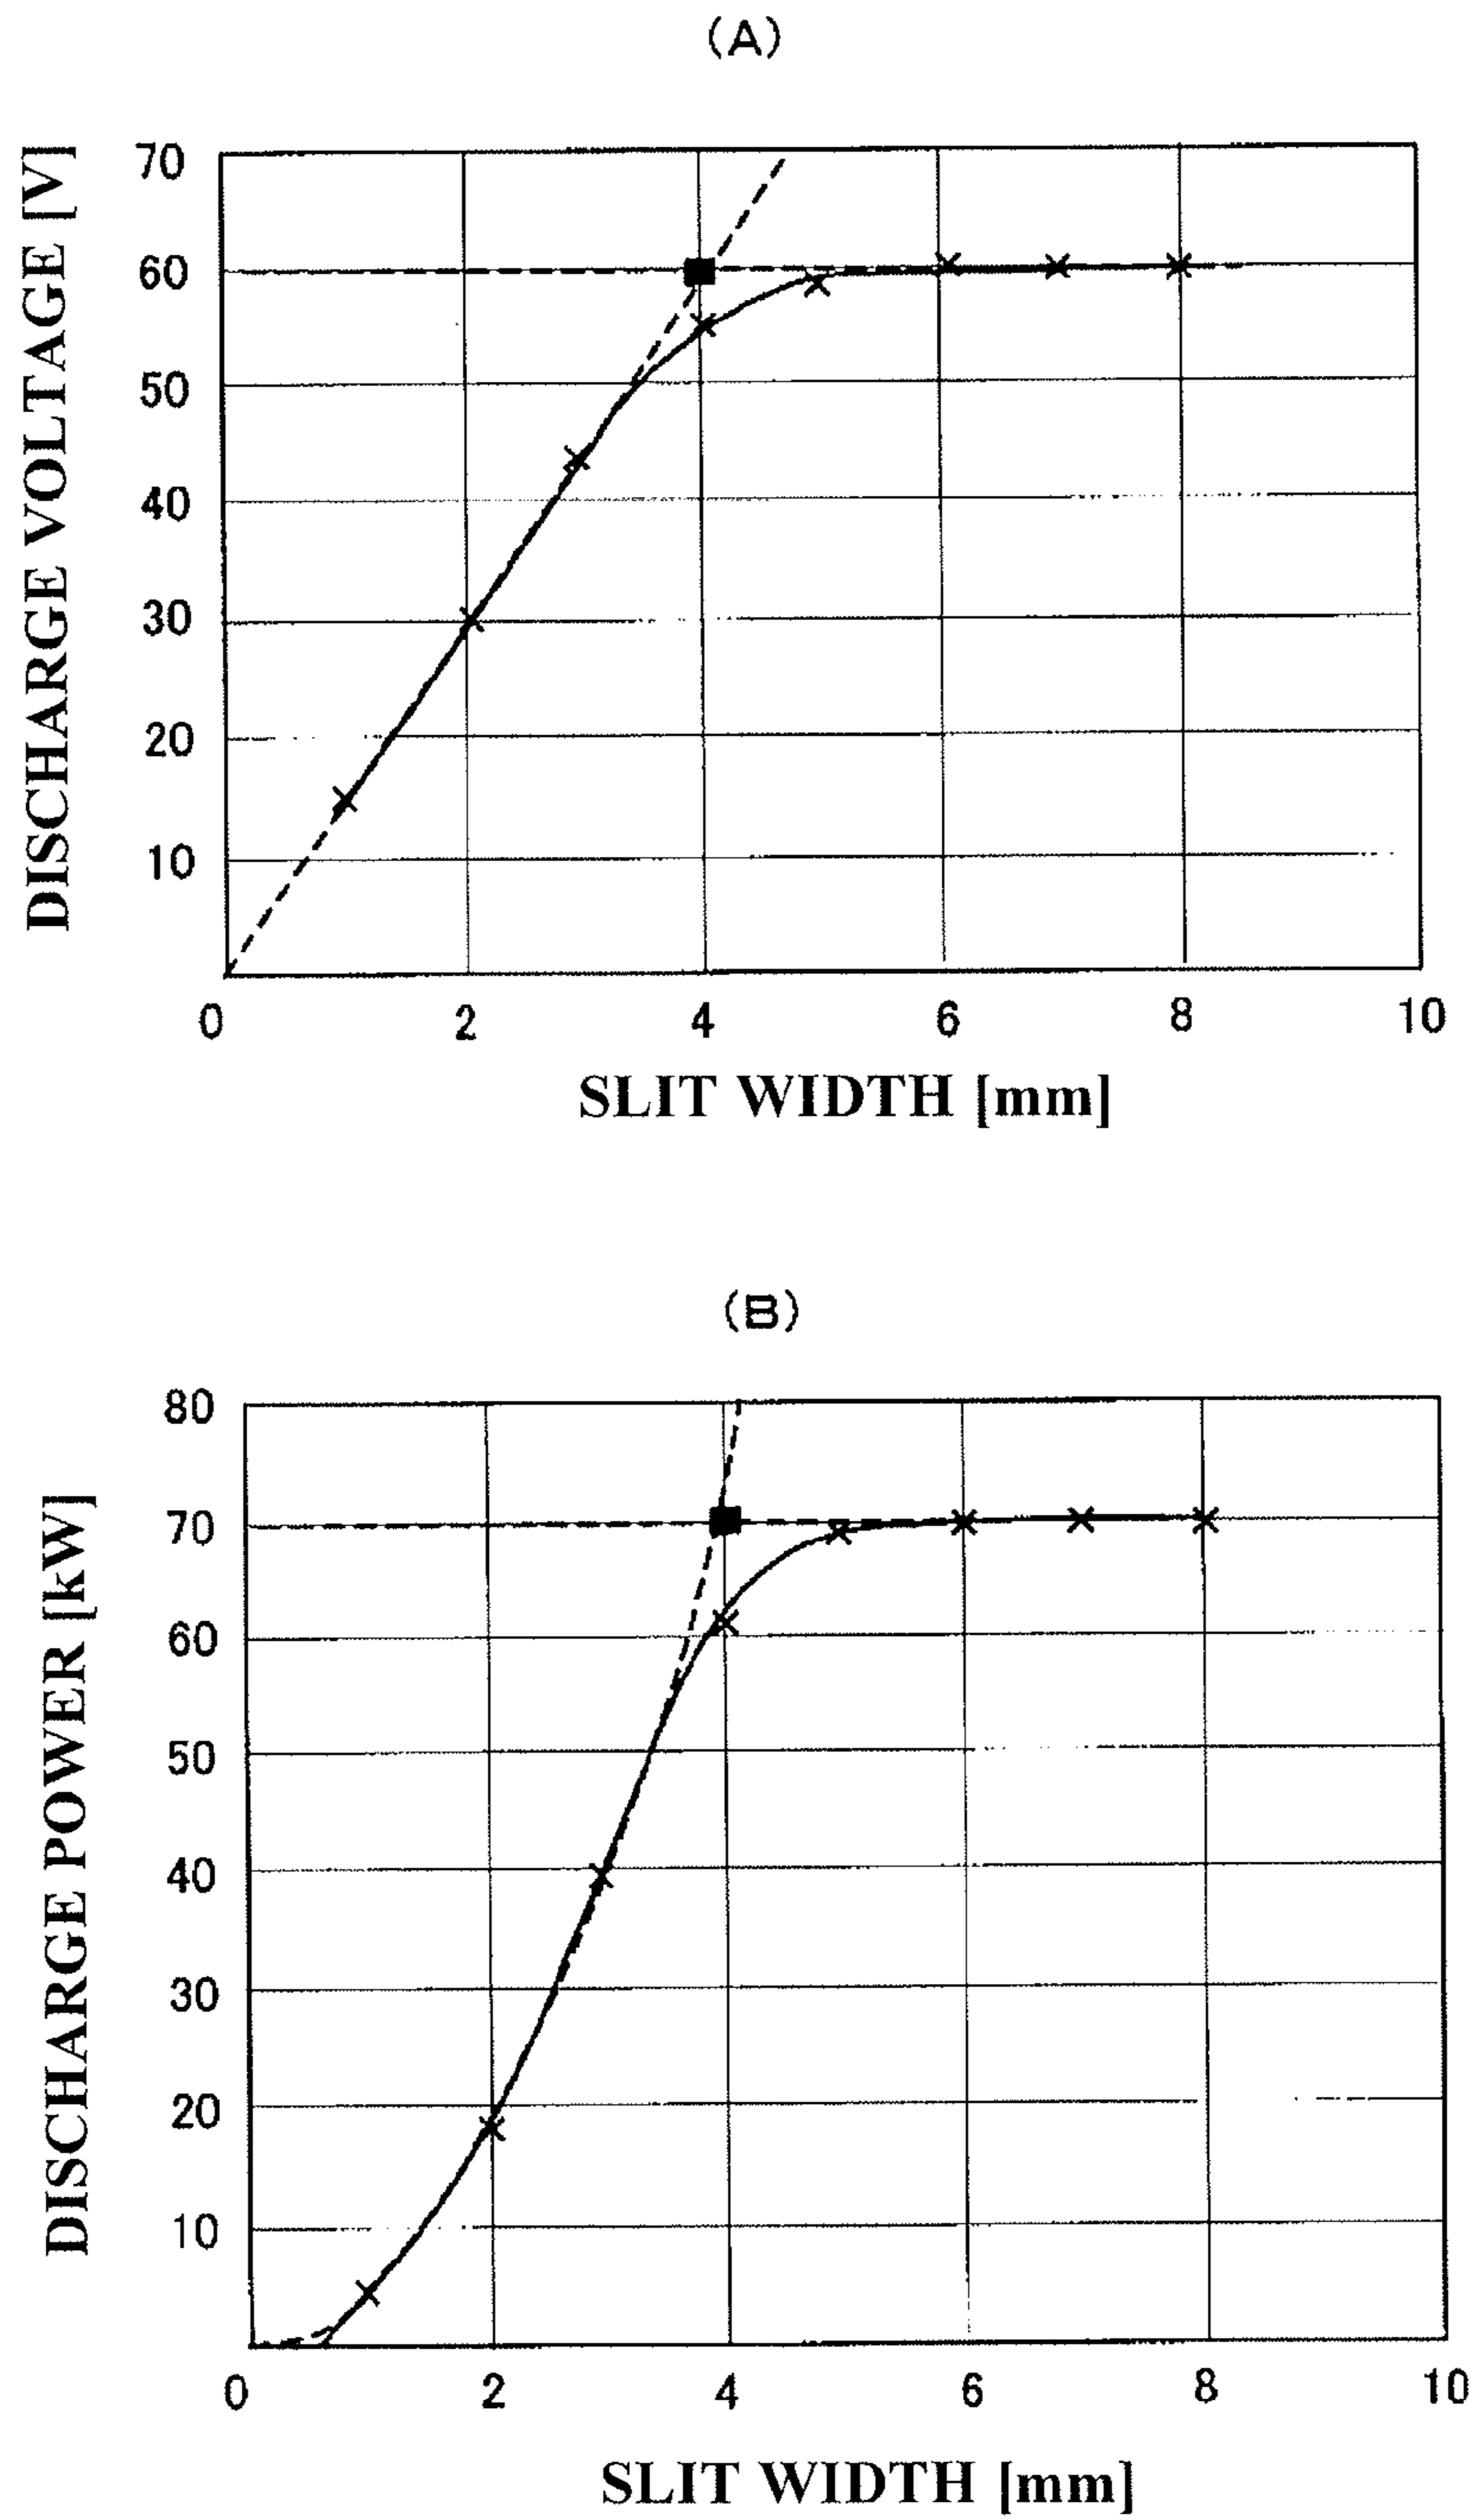 (A)
DISCHARGE VOLTAGE [V]
70
60
50
40
30
20
10
0 2 4 6 8 10
SLIT WIDTH [mm]
(B)
DISCHARGE POWER [kW]
80
70
60
50
40
30
20
10
0 2 4 6 8 10
SLIT WIDTH [mm]